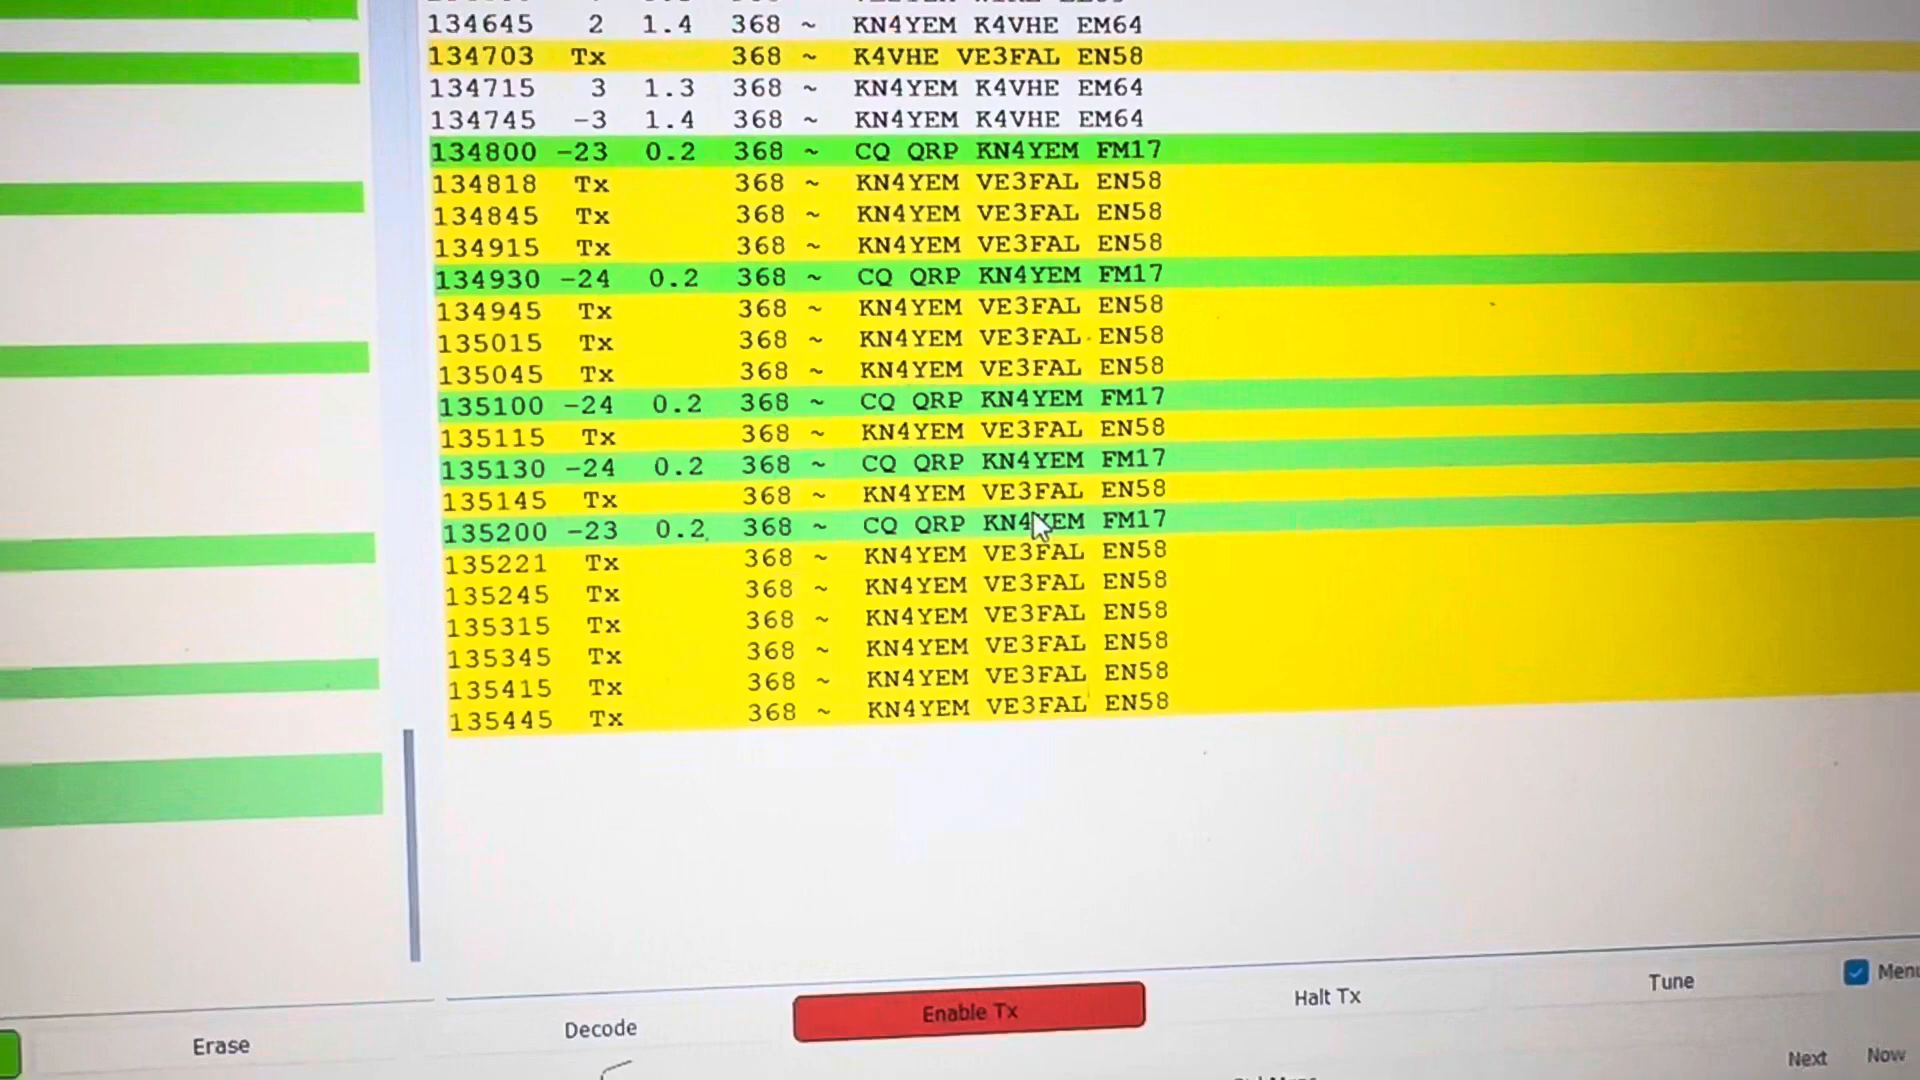 134645 2 1.4 368 ~ KN4YEM K4VHE EM64
134703 Tx 368 ~ K4VHE VE3FAL EN58
134715 3 1.3 368 ~ KN4YEM K4VHE EM64
134745 -3 1.4 368 ~ KN4YEM K4VHE EM64
134800 -23 0.2 368 ~ CQ QRP KN4YEM FM17
134818 Tx 368 ~ KN4YEM VE3FAL EN58
134845 Tx 368 ~ KN4YEM VE3FAL EN58
134915 Tx 368 ~ KN4YEM VE3FAL EN58
134930 -24 0.2 368 ~ CQ QRP KN4YEM FM17
134945 Tx 368 ~ KN4YEM VE3FAL EN58
135015 Tx 368 ~ KN4YEM VE3FAL EN58
135045 Tx 368 ~ KN4YEM VE3FAL EN58
135100 -24 0.2 368 ~ CQ QRP KN4YEM FM17
135115 Tx 368 ~ KN4YEM VE3FAL EN58
135130 -24 0.2 368 ~ CQ QRP KN4YEM FM17
135145 Tx 368 ~ KN4YEM VE3FAL EN58
135200 -23 0.2 368 ~ CQ QRP KN4YEM FM17
135221 Tx 368 ~ KN4YEM VE3FAL EN58
135245 Tx 368 ~ KN4YEM VE3FAL EN58
135315 Tx 368 ~ KN4YEM VE3FAL EN58
135345 Tx 368 ~ KN4YEM VE3FAL EN58
135415 Tx 368 ~ KN4YEM VE3FAL EN58
135445 Tx 368 ~ KN4YEM VE3FAL EN58
Erase Decode Enable Tx Halt Tx Tune Menu
Next Now